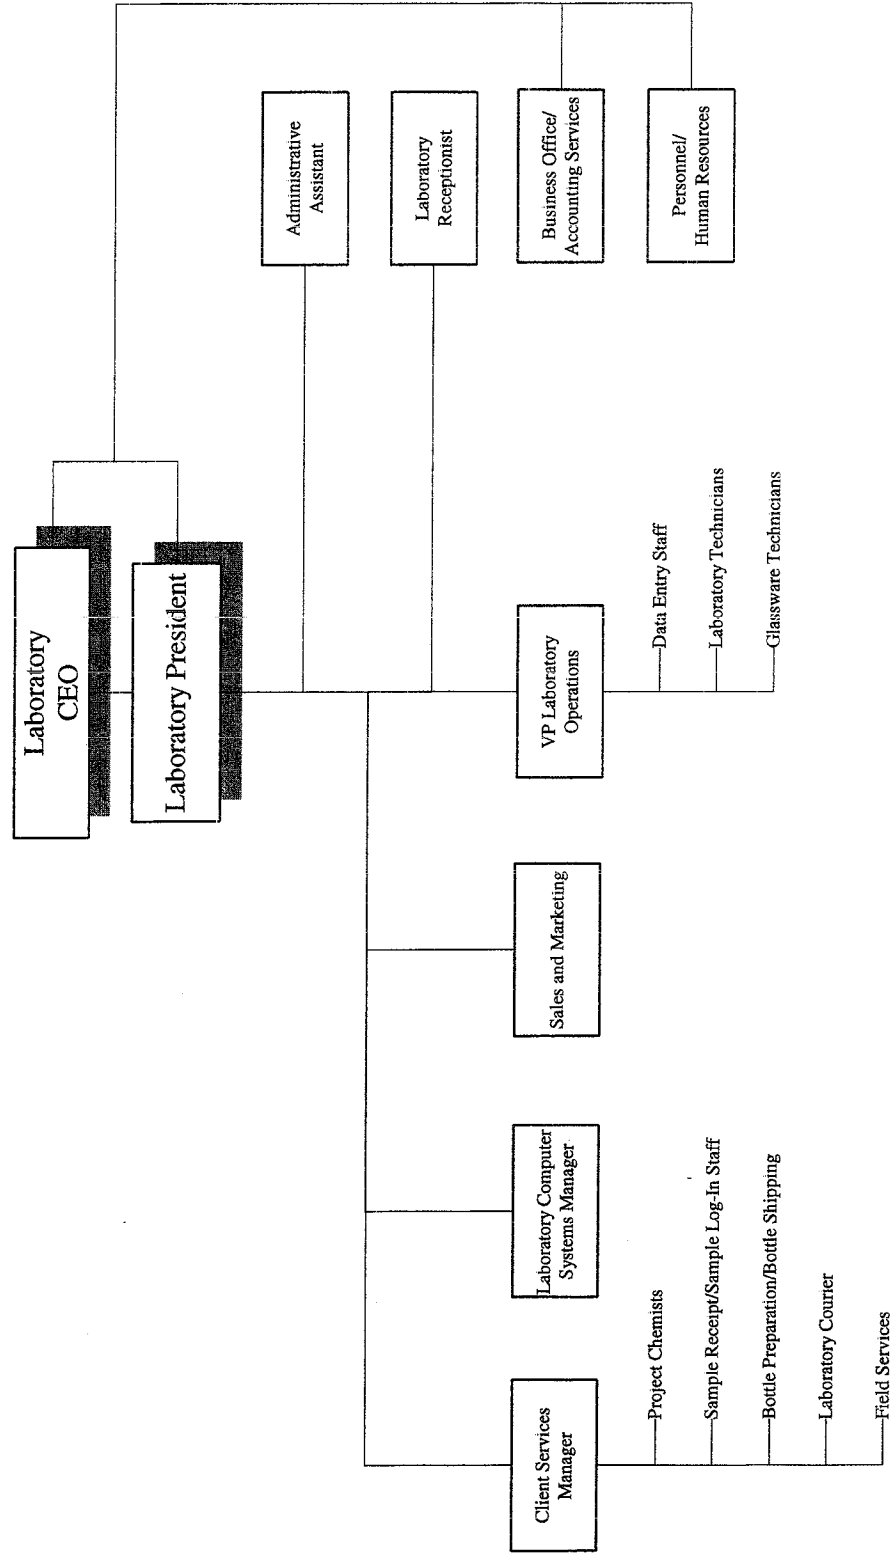 Laboratory
CEO
Laboratory President
Administrative
Assistant
Laboratory
Receptionist
Client Services
Manager
Laboratory Computer
Systems Manager
Sales and Marketing
VP Laboratory
Operations
Business Office/
Accounting Services
Personnel/
Human Resources
Project Chemists
Sample Receipt/Sample Log-In Staff
Bottle Preparation/Bottle Shipping
Laboratory Courier
Field Services
Data Entry Staff
Laboratory Technicians
Glassware Technicians